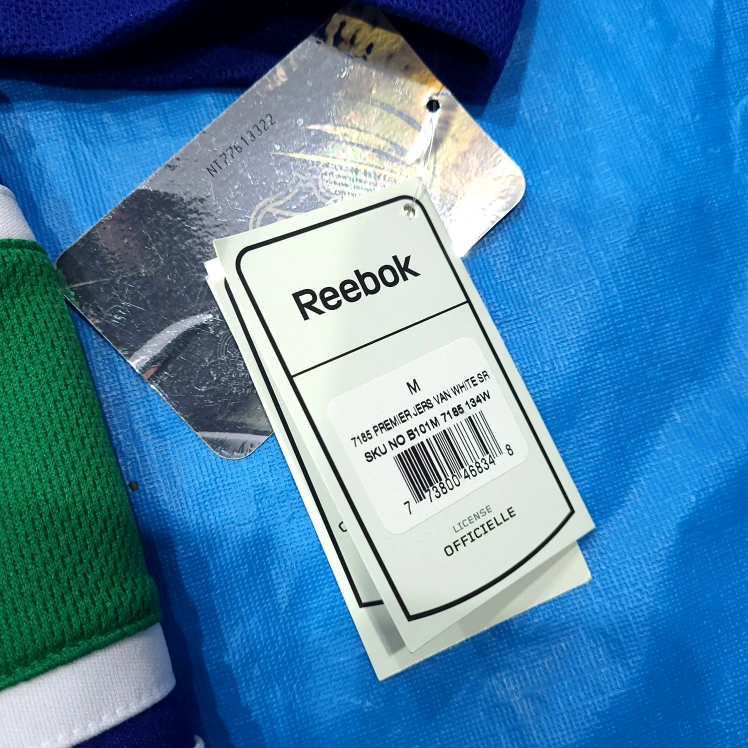 NT77613322
Reebok
M
7185 PREMIER JERS VAN WHITE SR
SKU NO B101M 7185 134W
7 73800 46834 8
LICENSE
OFFICIELLE